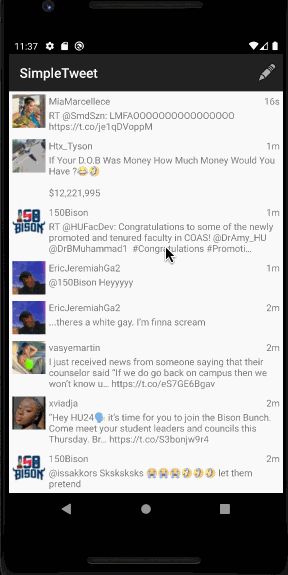 11:37
SimpleTweet
MiaMarcellece 16s
RT @SmdSzn: LMFAOOOOOOOOOOOOOOO
https://t.co/je1qDVoppM
Htx_Tyson 1m
If Your D.O.B Was Money How Much Money Would You
Have ?😂🤣
$12,221,995
150Bison 1m
RT @HUFacDev: Congratulations to some of the newly
promoted and tenured faculty in COAS! @DrAmy_HU
@DrBMuhammad1 #Congratulations #Promoti...
EricJeremiahGa2 1m
@150Bison Heyyyyy
EricJeremiahGa2 2m
...theres a white gay. I'm finna scream
vasyemartin 2m
I just received news from someone saying that their
counselor said "If we do go back on campus then we
won't know u... https://t.co/eS7GE6Bgav
xviadja 2m
"Hey HU24🗣 it's time for you to join the Bison Bunch.
Come meet your student leaders and councils this
Thursday. Br... https://t.co/S3bonjw9r4
150Bison 2m
@issakkors Sksksksks 😭😭😭🤣🤣🤣 let them
pretend
158
BISON
158
BISON